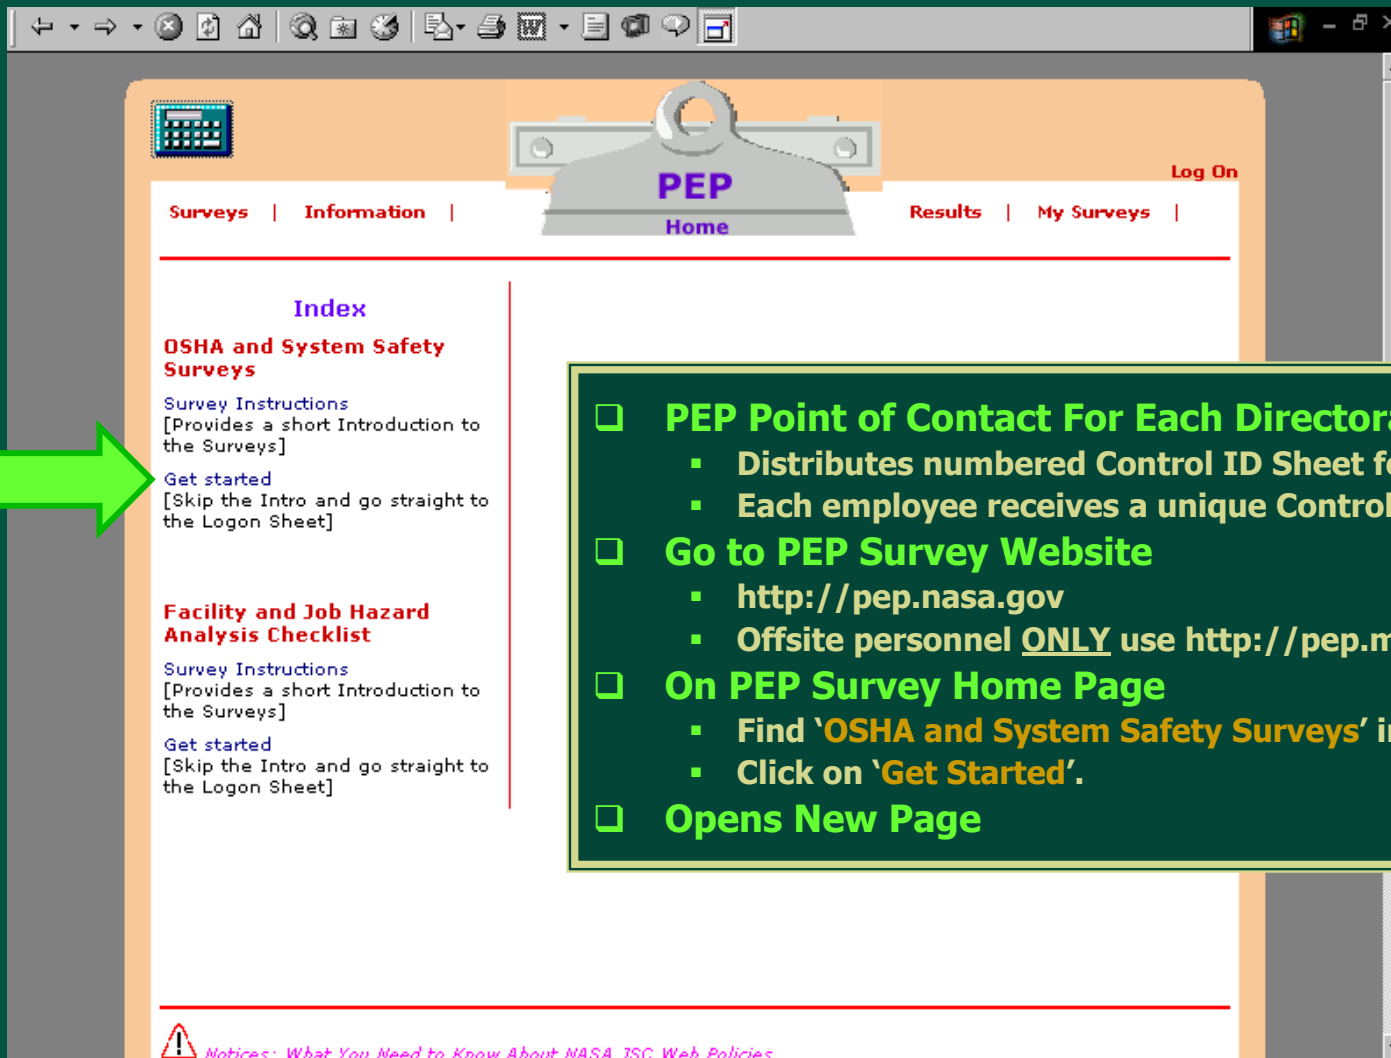 PEP
Home
Log On
Surveys | Information |
Results | My Surveys |
Index
OSHA and System Safety
Surveys
Survey Instructions
[Provides a short Introduction to
the Surveys]
Get started
[Skip the Intro and go straight to
the Logon Sheet]
Facility and Job Hazard
Analysis Checklist
Survey Instructions
[Provides a short Introduction to
the Surveys]
Get started
[Skip the Intro and go straight to
the Logon Sheet]
❑ PEP Point of Contact For Each
▪ Distributes numbered Control ID Sheet
▪ Each employee receives a unique Control
❑ Go to PEP Survey Website
▪ http://pep.nasa.gov
▪ Offsite personnel ONLY use
❑ On PEP Survey Home Page
▪ Find ‘OSHA and System Safety Surveys’
▪ Click on ‘Get Started’.
❑ Opens New Page
Notices: What You Need to Know About NASA JSC Web Policies